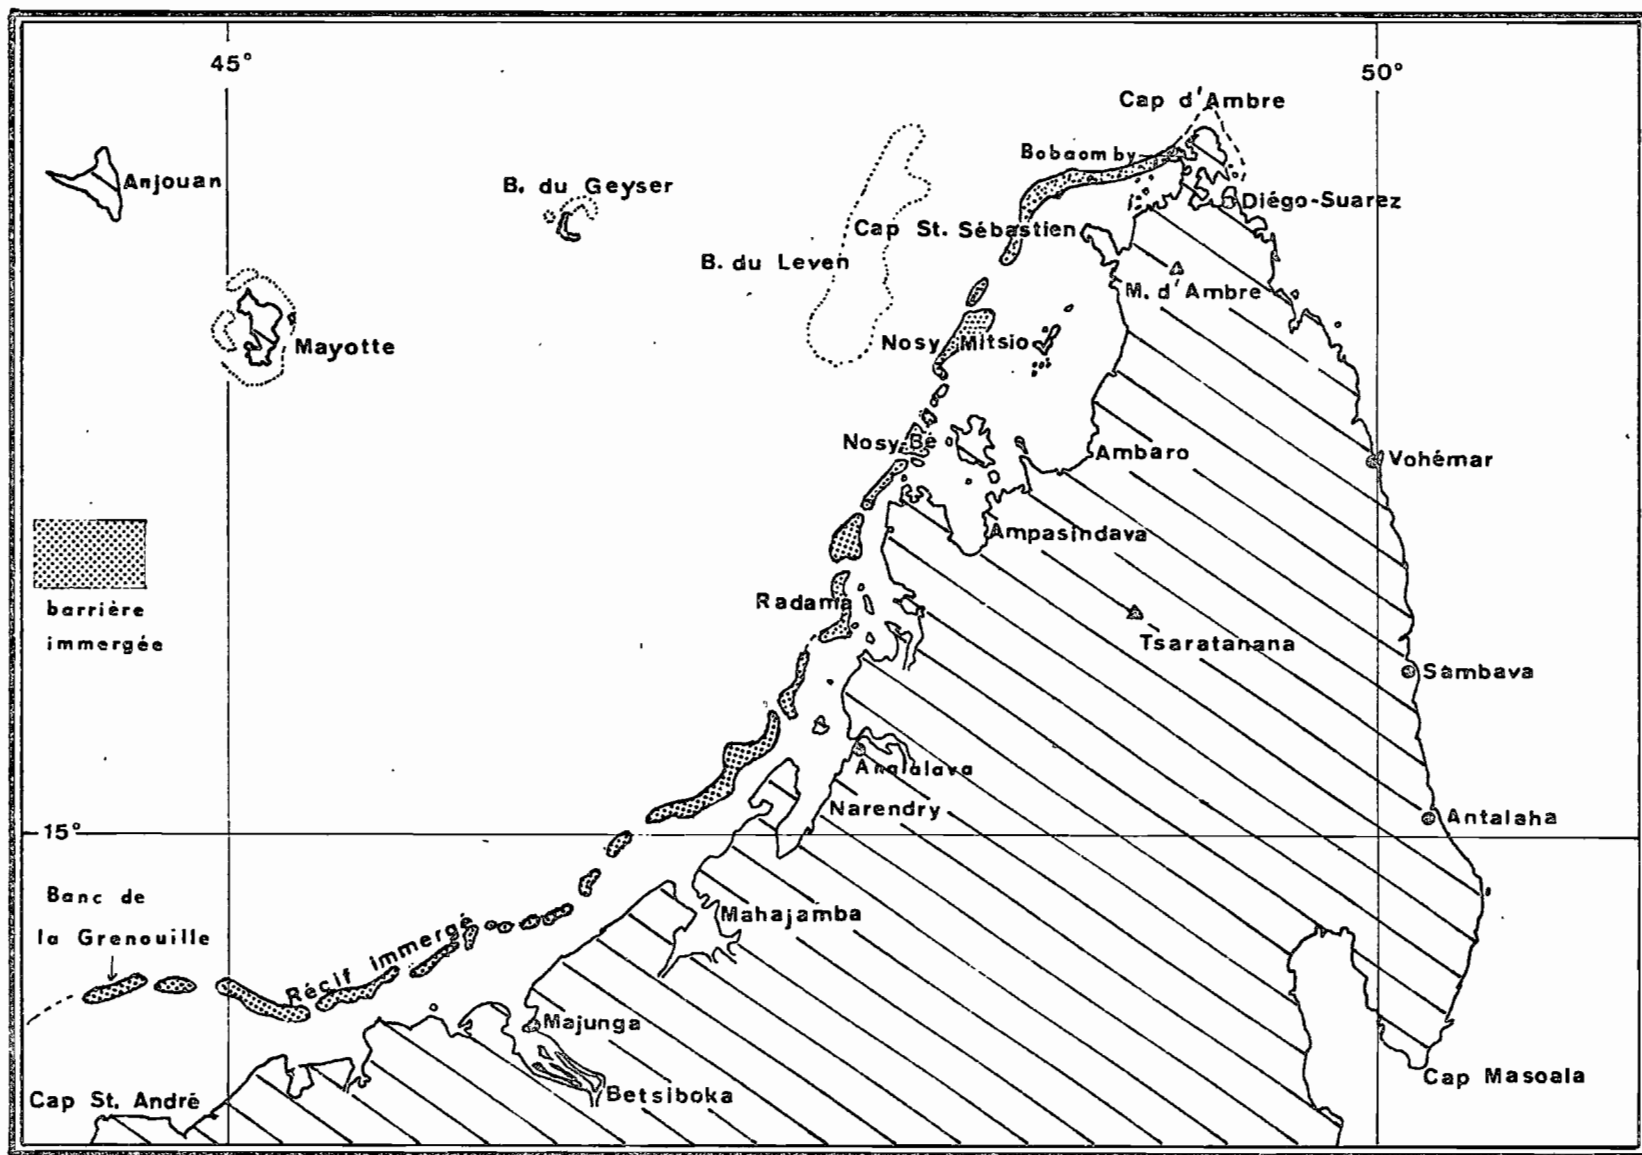 45°
50°
Cap d'Ambre
Bobaomby
Anjouan
B. du Geyser
Diégo-Suarez
Cap St. Sébastien
B. du Leven
M. d'Ambre
Mayotte
Nosy Mitsio
Nosy-Bé
Ambaro
Vohémar
Ampasindava
barrière
immergée
Radama
Tsaratanana
Sambava
Analalava
Narendry
15°
Antalaha
Banc de
la Grenouille
Récif immergé
Mahajamba
Majunga
Betsiboka
Cap Masoala
Cap St. André